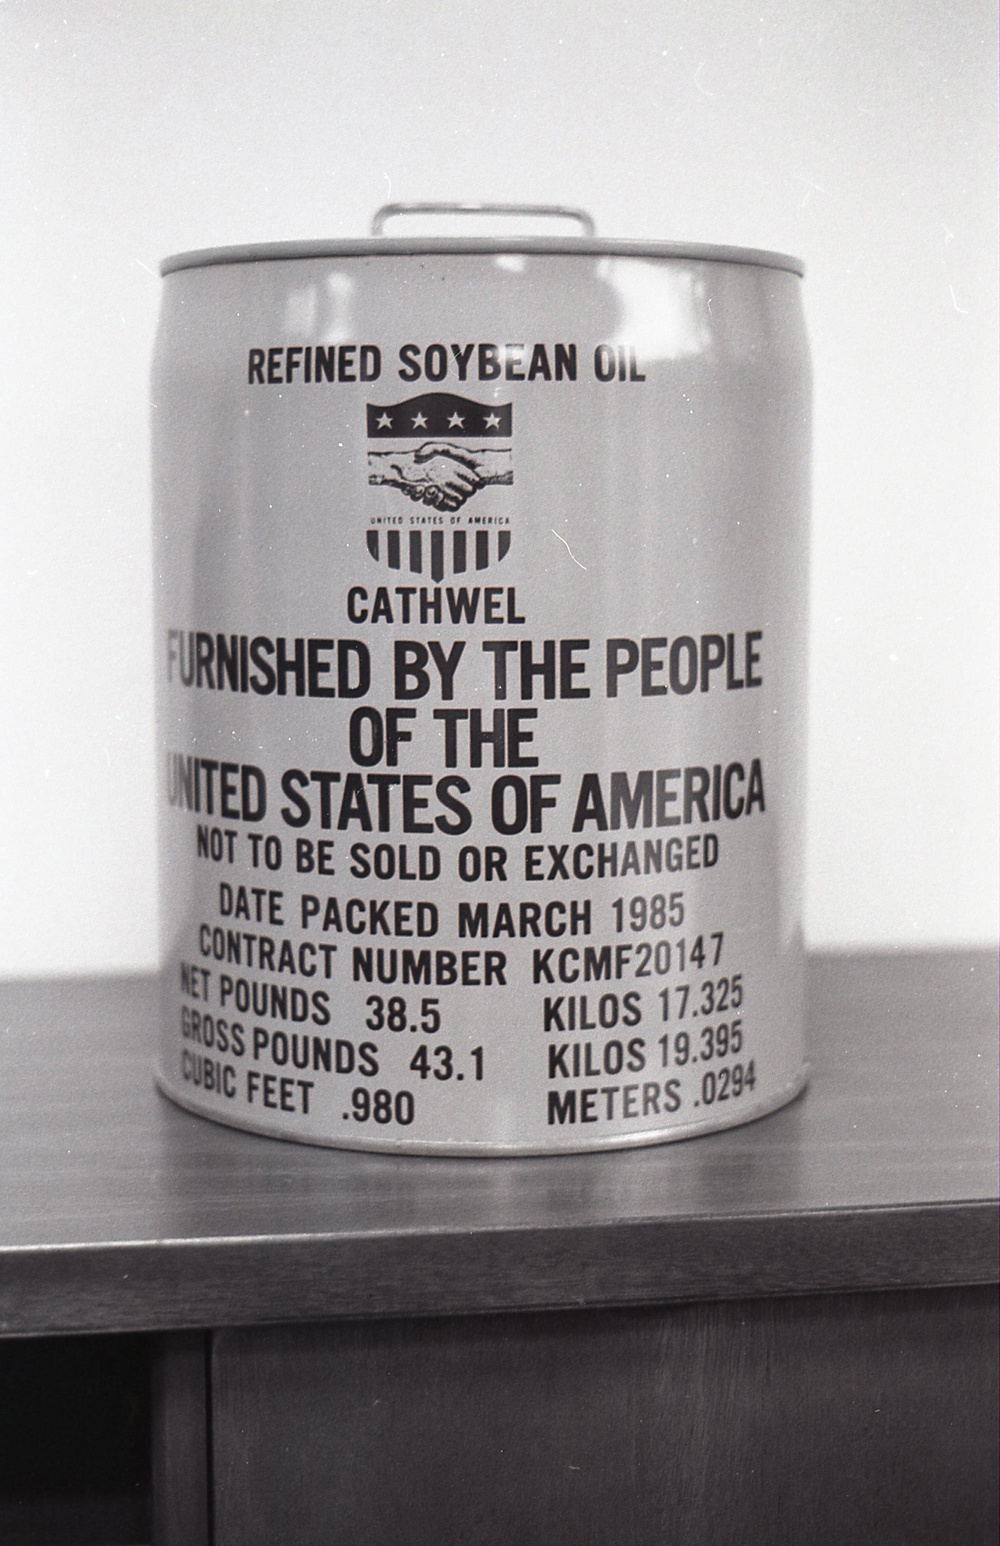 REFINED SOYBEAN OIL
UNITED STATES OF AMERICA
CATHWEL
FURNISHED BY THE PEOPLE
OF THE
UNITED STATES OF AMERICA
NOT TO BE SOLD OR EXCHANGED
DATE PACKED MARCH 1985
CONTRACT NUMBER KCMF20147
NET POUNDS 38.5 KILOS 17.325
GROSS POUNDS 43.1 KILOS 19.395
CUBIC FEET .980 METERS .0294